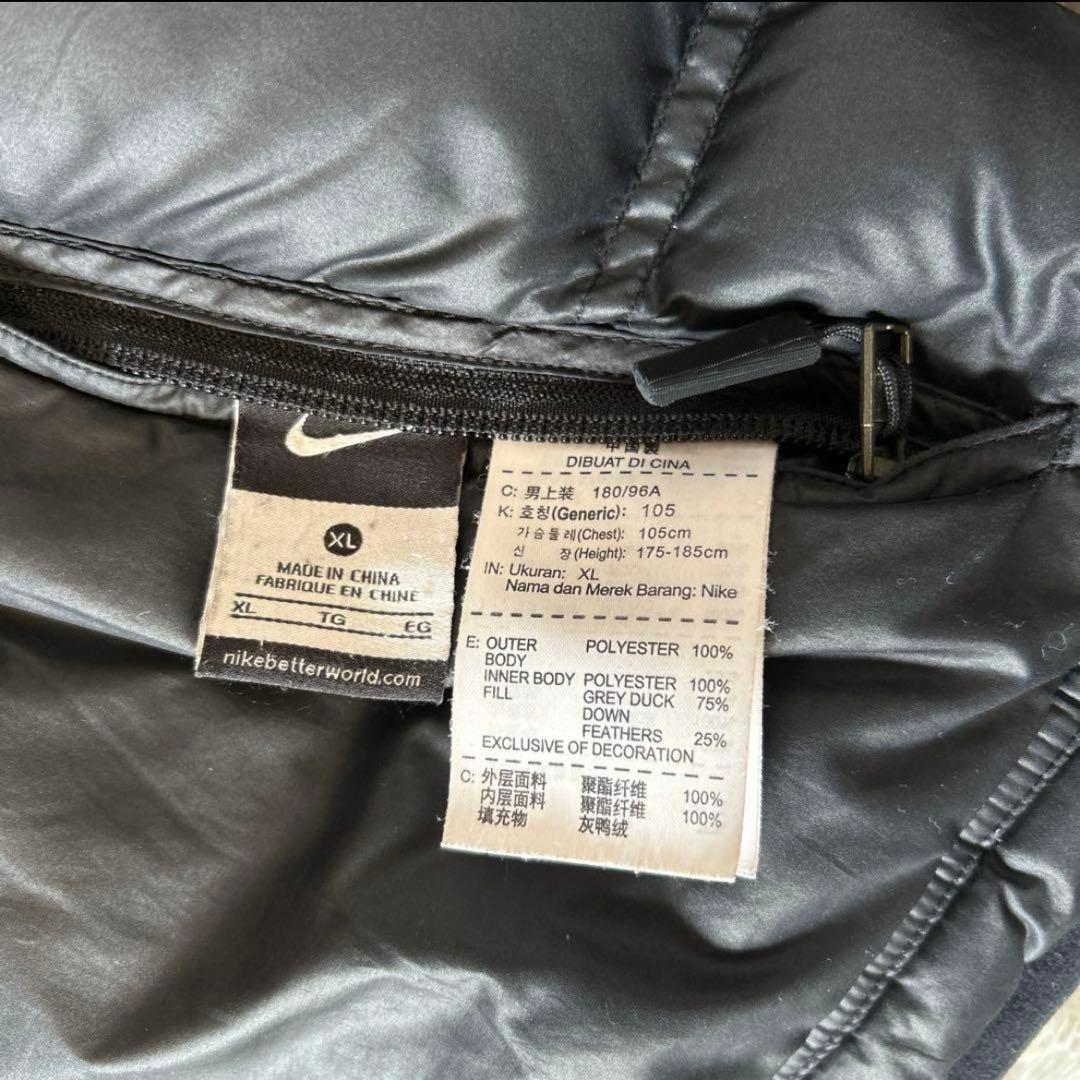 XL
MADE IN CHINA
FABRIQUE EN CHINE
XL TG EG
nikebetterworld.com
中国製
DIBUAT DI CINA
C: 男上装 180/96A
K: 호칭(Generic): 105
가슴둘레(Chest): 105cm
신 장(Height): 175-185cm
IN: Ukuran: XL
Nama dan Merek Barang: Nike
E: OUTER POLYESTER 100%
BODY
INNER BODY POLYESTER 100%
FILL GREY DUCK 75%
DOWN
FEATHERS 25%
EXCLUSIVE OF DECORATION
C: 外层面料 聚酯纤维 100%
内层面料 聚酯纤维 100%
填充物 灰鸭绒